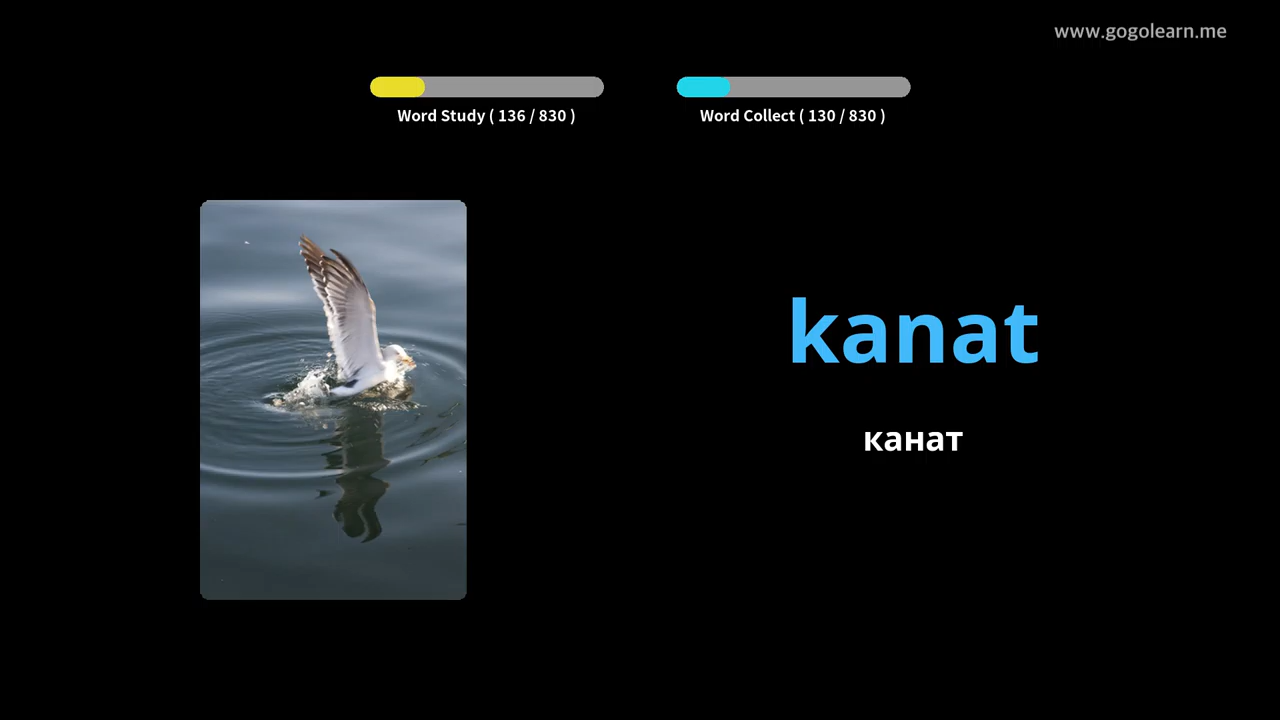 www.gogolearn.me
Word Study ( 136 / 830 )
Word Collect ( 130 / 830 )
kanat
канат